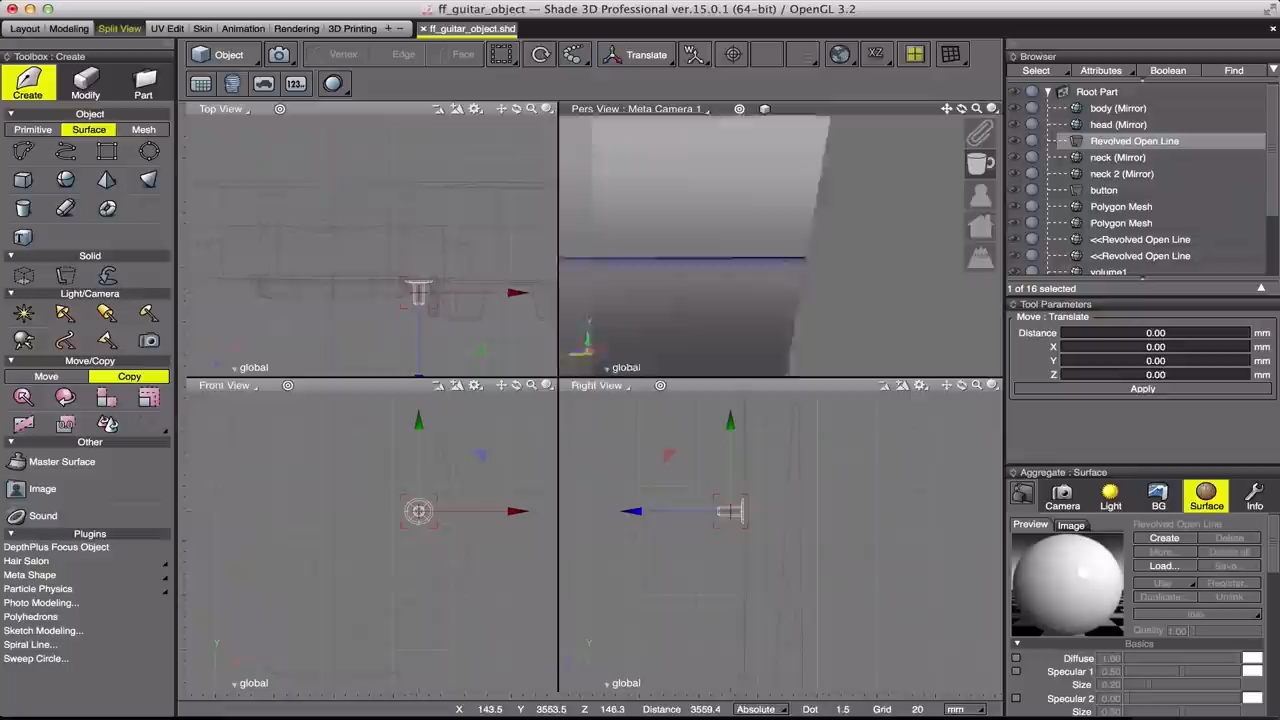 ff_guitar_object — Shade 3D Professional ver.15.0.1 (64-bit) / OpenGL 3.2
Layout Modeling Split View UV Edit Skin Animation Rendering 3D Printing + − × ff_guitar_object.shd
Toolbox : Create
Create Modify Part
Object
Primitive Surface Mesh
Solid
Light/Camera
Move/Copy
Move Copy
Other
Master Surface
Image
Sound
Plugins
DepthPlus Focus Object
Hair Salon
Meta Shape
Particle Physics
Photo Modeling...
Polyhedrons
Sketch Modeling...
Spiral Line...
Sweep Circle...
Object Vertex Edge Face Translate W XZ
123..
Top View
global
Pers View : Meta Camera 1
Y
global
Front View
Y
global
Right View
Y
global
X 143.5 Y 3553.5 Z 146.3 Distance 3559.4 Absolute Dot 1.5 Grid 20 mm
Browser
Select Attributes Boolean Find
Root Part
body (Mirror)
head (Mirror)
Revolved Open Line
neck (Mirror)
neck 2 (Mirror)
button
Polygon Mesh
Polygon Mesh
<<Revolved Open Line
<<Revolved Open Line
volume1
1 of 16 selected
Tool Parameters
Move : Translate
Distance 0.00 mm
X 0.00 mm
Y 0.00 mm
Z 0.00 mm
Apply
Aggregate : Surface
Camera Light BG Surface Info
Preview Image
Revolved Open Line
Create Delete
More... Delete all
Load... Save...
Use Register...
Duplicate... Unlink
Quality 1.00
Basics
Diffuse 1.00
Specular 1 0.50
Size 0.20
Specular 2 0.00
Size 0.50